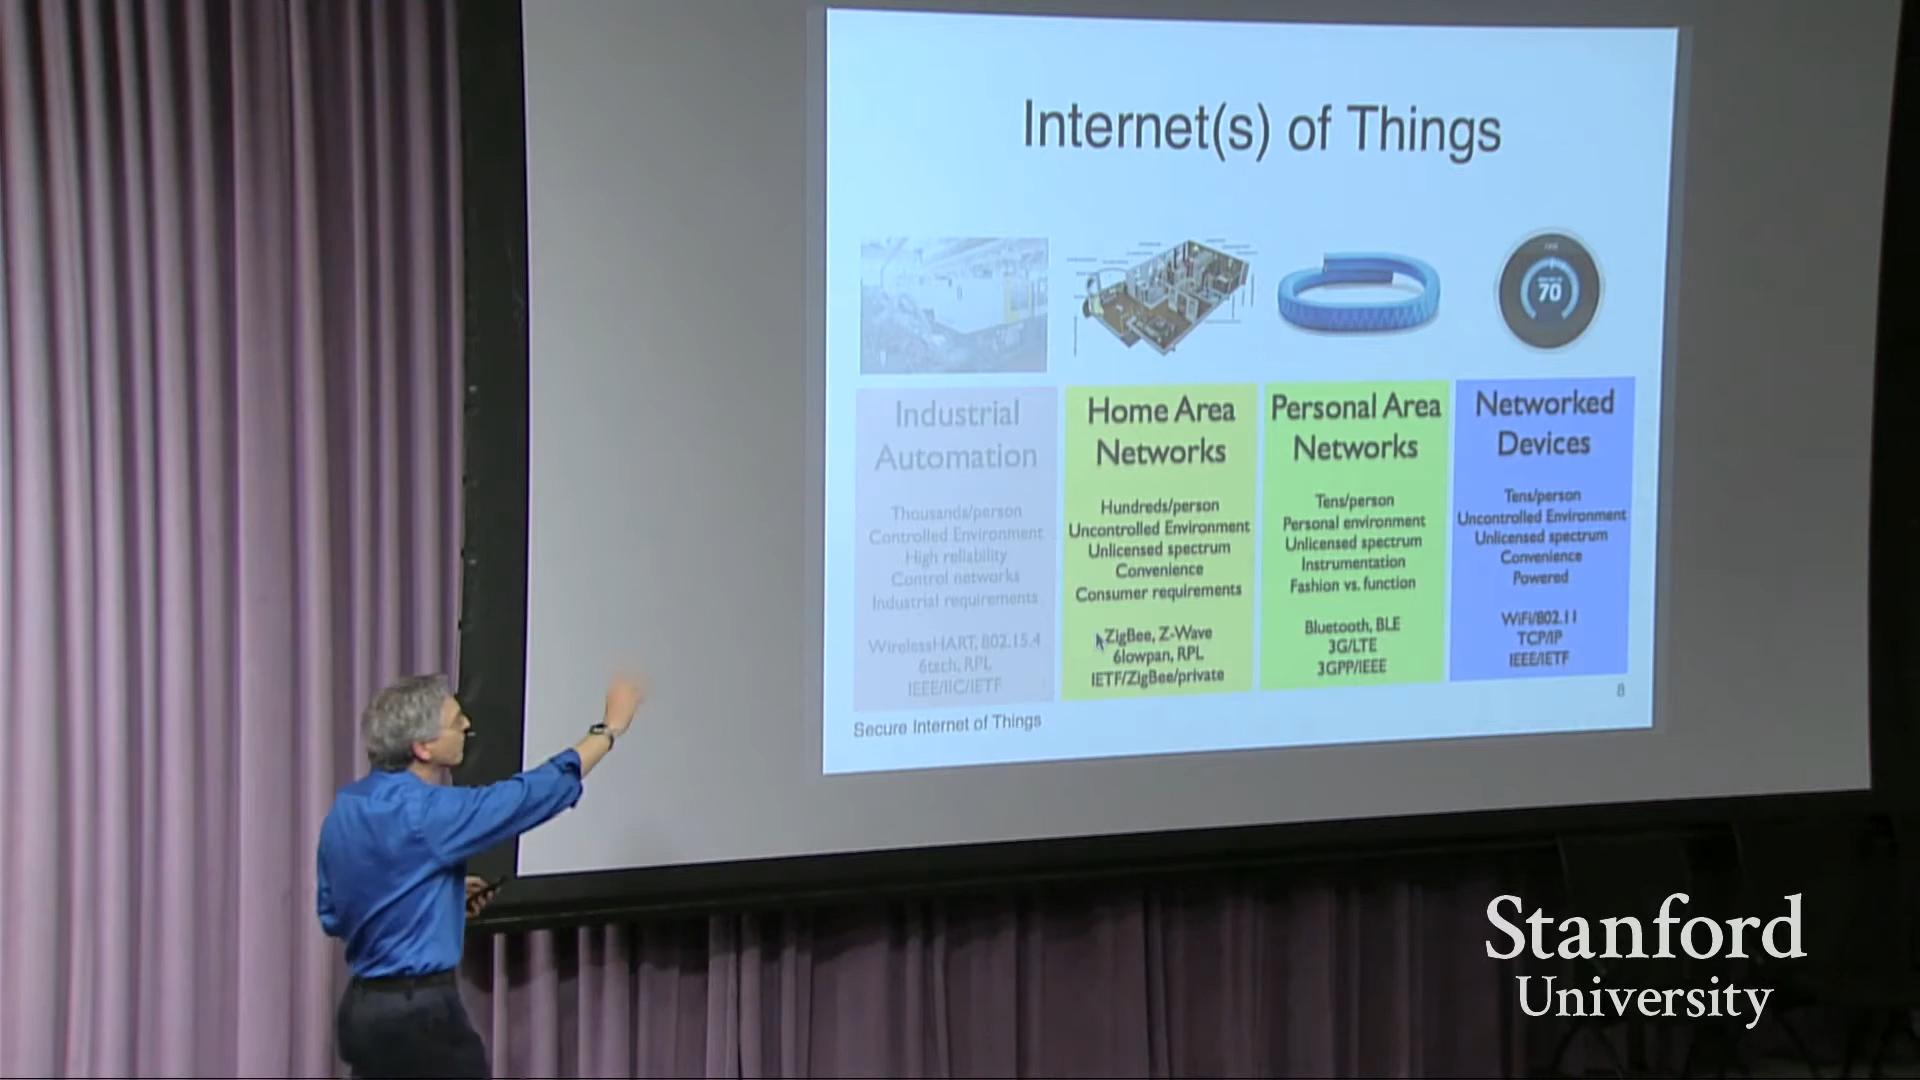 Internet(s) of Things
70
Industrial
Automation
Thousands/person
Controlled Environment
High reliability
Control networks
Industrial requirements
WirelessHART, 802.15.4
6tsch, RPL
IEEE/IIC/IETF
Home Area
Networks
Hundreds/person
Uncontrolled Environment
Unlicensed spectrum
Convenience
Consumer requirements
ZigBee, Z-Wave
6lowpan, RPL
IETF/ZigBee/private
Personal Area
Networks
Tens/person
Personal environment
Unlicensed spectrum
Instrumentation
Fashion vs. function
Bluetooth, BLE
3G/LTE
3GPP/IEEE
Networked
Devices
Tens/person
Uncontrolled Environment
Unlicensed spectrum
Convenience
Powered
WiFi/802.11
TCP/IP
IEEE/IETF
8
Secure Internet of Things
Stanford
University